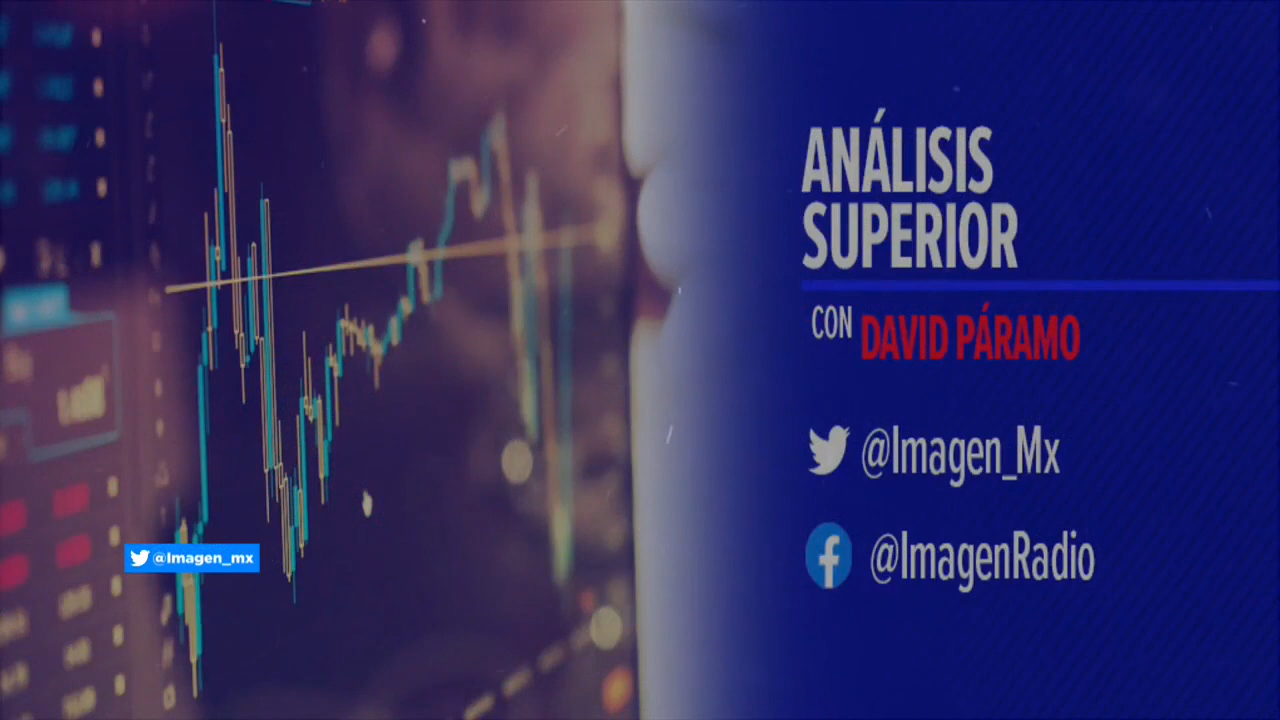 ANÁLISIS
SUPERIOR
CON DAVID PÁRAMO
@Imagen_Mx
@ImagenRadio
@Imagen_mx